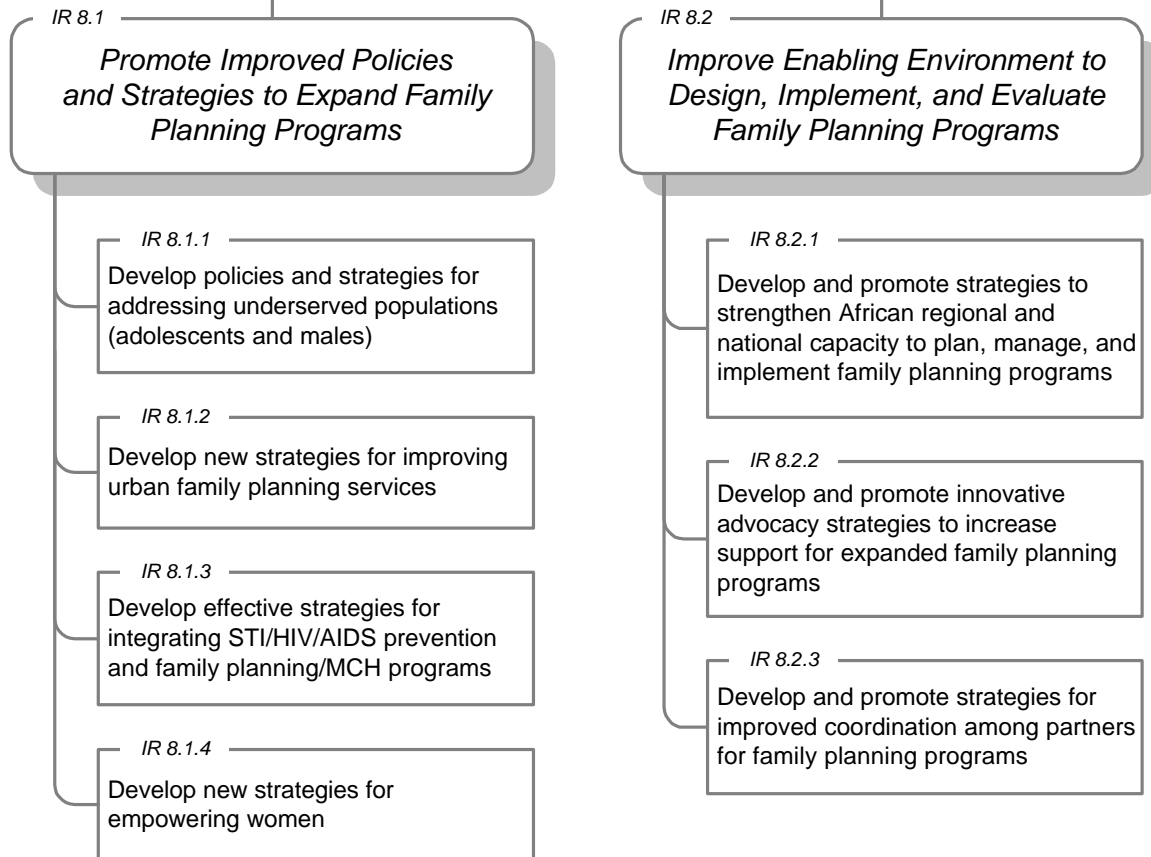 IR 8.1
Promote Improved Policies
and Strategies to Expand Family
Planning Programs
IR 8.1.1
Develop policies and strategies for
addressing underserved populations
(adolescents and males)
IR 8.1.2
Develop new strategies for improving
urban family planning services
IR 8.1.3
Develop effective strategies for
integrating STI/HIV/AIDS prevention
and family planning/MCH programs
IR 8.1.4
Develop new strategies for
empowering women
IR 8.2
Improve Enabling Environment to
Design, Implement, and Evaluate
Family Planning Programs
IR 8.2.1
Develop and promote strategies to
strengthen African regional and
national capacity to plan, manage, and
implement family planning programs
IR 8.2.2
Develop and promote innovative
advocacy strategies to increase
support for expanded family planning
programs
IR 8.2.3
Develop and promote strategies for
improved coordination among partners
for family planning programs